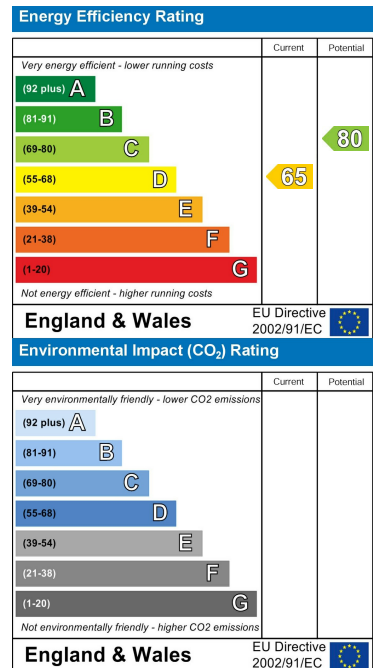 Energy Efficiency Rating
Current Potential
Very energy efficient - lower running costs
(92 plus) A
(81-91) B
(69-80) C
80
(55-68) D
65
(39-54) E
(21-38) F
(1-20) G
Not energy efficient - higher running costs
England & Wales
EU Directive
2002/91/EC
Environmental Impact (CO₂) Rating
Current Potential
Very environmentally friendly - lower CO2 emissions
(92 plus) A
(81-91) B
(69-80) C
(55-68) D
(39-54) E
(21-38) F
(1-20) G
Not environmentally friendly - higher CO2 emissions
England & Wales
EU Directive
2002/91/EC